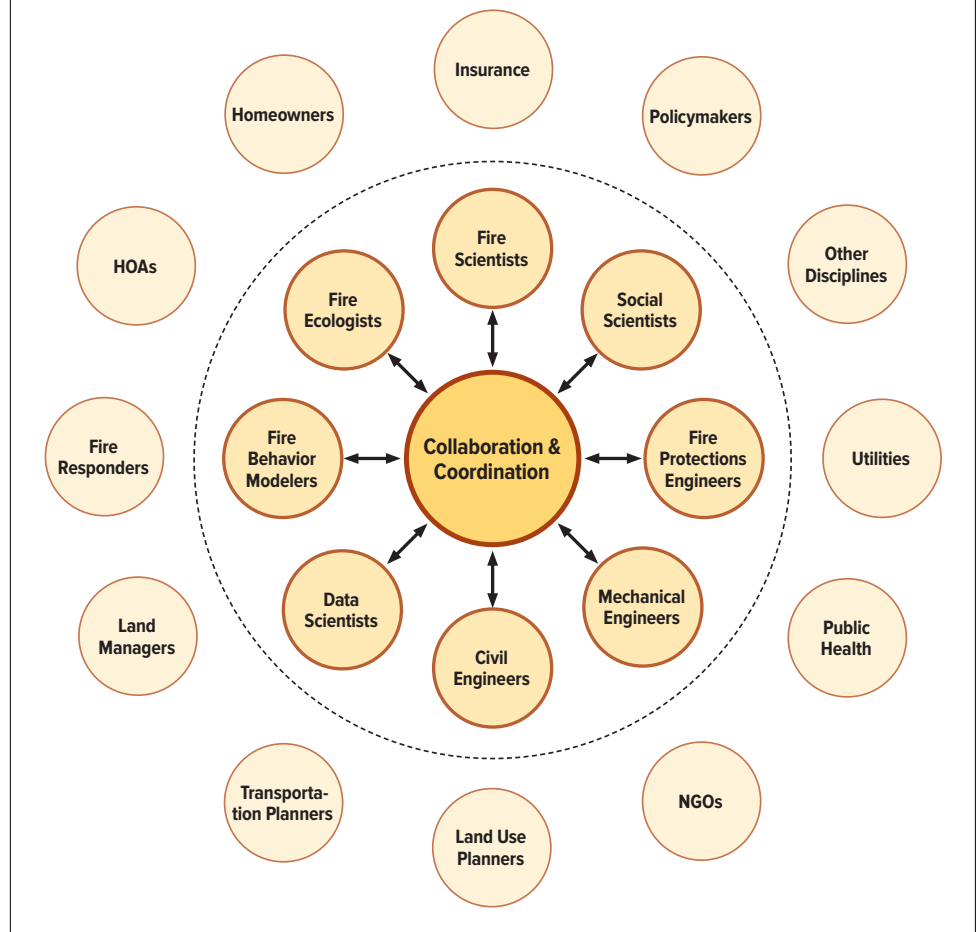 Insurance
Homeowners
Policymakers
Fire
Scientists
Other
Disciplines
HOAs
Fire
Ecologists
Social
Scientists
Fire
Responders
Fire
Behavior
Modelers
Collaboration &
Coordination
Fire
Protections
Engineers
Utilities
Data
Scientists
Mechanical
Engineers
Land
Managers
Public
Health
Civil
Engineers
Transporta-
tion Planners
NGOs
Land Use
Planners